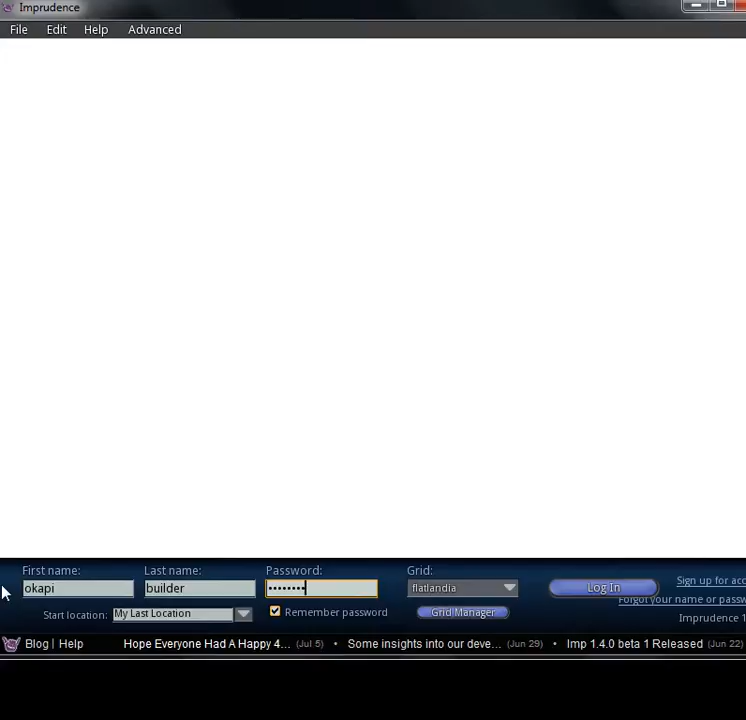 Imprudence
File Edit Help Advanced
First name: Last name: Password: Grid:
okapi builder •••••••• flatlandia Log In Sign up for acc
Forgot your name or passw
Start location: My Last Location Remember password Grid Manager Imprudence 1
Blog | Help Hope Everyone Had A Happy 4... (Jul 5) • Some insights into our deve... (Jun 29) • Imp 1.4.0 beta 1 Released (Jun 22)